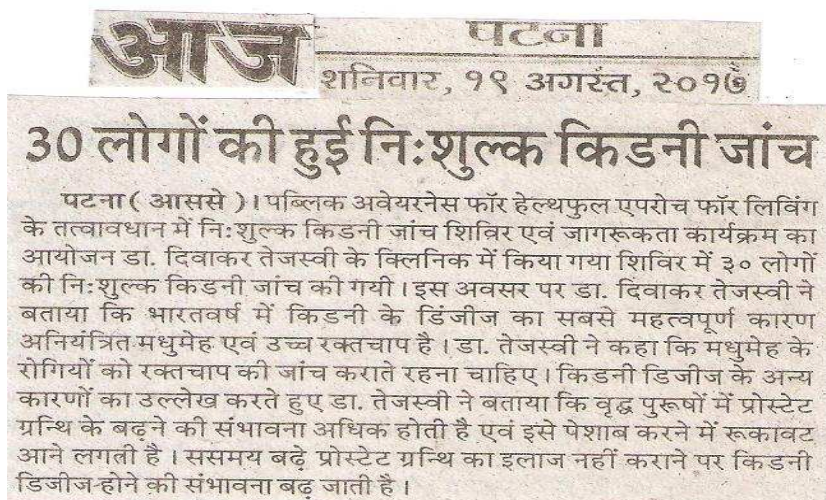 आज
पटना
शनिवार, १९ अगस्त, २०१७
30 लोगों की हुई निःशुल्क किडनी जांच
पटना ( आससे )। पब्लिक अवेयरनेस फॉर हेल्थफुल एपरोच फॉर लिविंग
के तत्वावधान में निःशुल्क किडनी जांच शिविर एवं जागरूकता कार्यक्रम का
आयोजन डा. दिवाकर तेजस्वी के क्लिनिक में किया गया शिविर में ३० लोगों
की निःशुल्क किडनी जांच की गयी। इस अवसर पर डा. दिवाकर तेजस्वी ने
बताया कि भारतवर्ष में किडनी के डिंजीज का सबसे महत्वपूर्ण कारण
अनियंत्रित मधुमेह एवं उच्च रक्तचाप है। डा. तेजस्वी ने कहा कि मधुमेह के
रोगियों को रक्तचाप की जांच कराते रहना चाहिए। किडनी डिजीज के अन्य
कारणों का उल्लेख करते हुए डा. तेजस्वी ने बताया कि वृद्ध पुरूषों में प्रोस्टेट
ग्रन्थि के बढ़ने की संभावना अधिक होती है एवं इसे पेशाब करने में रूकावट
आने लगती है। ससमय बढ़े प्रोस्टेट ग्रन्थि का इलाज नहीं कराने पर किडनी
डिजीज होने की संभावना बढ़ जाती है।